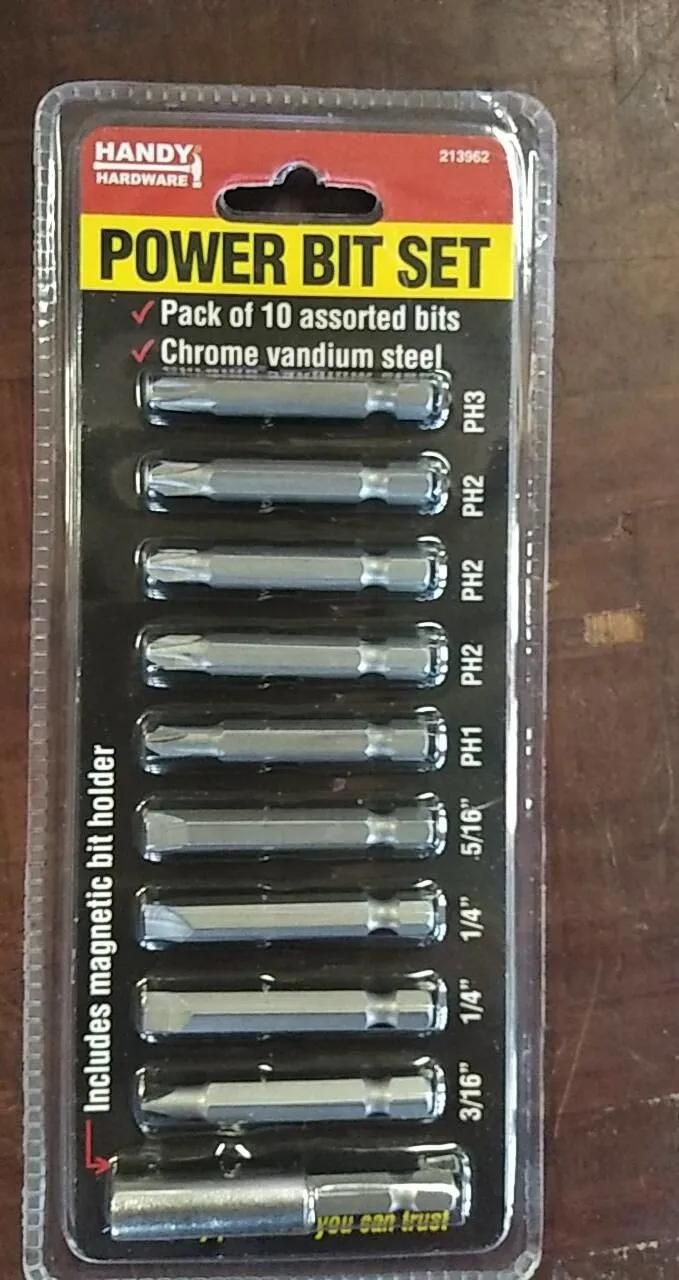 HANDY
HARDWARE
213962
POWER BIT SET
✓ Pack of 10 assorted bits
✓ Chrome vandium steel
PH3
PH2
PH2
PH2
PH1
5/16"
1/4"
1/4"
3/16"
Includes magnetic bit holder
you can trust